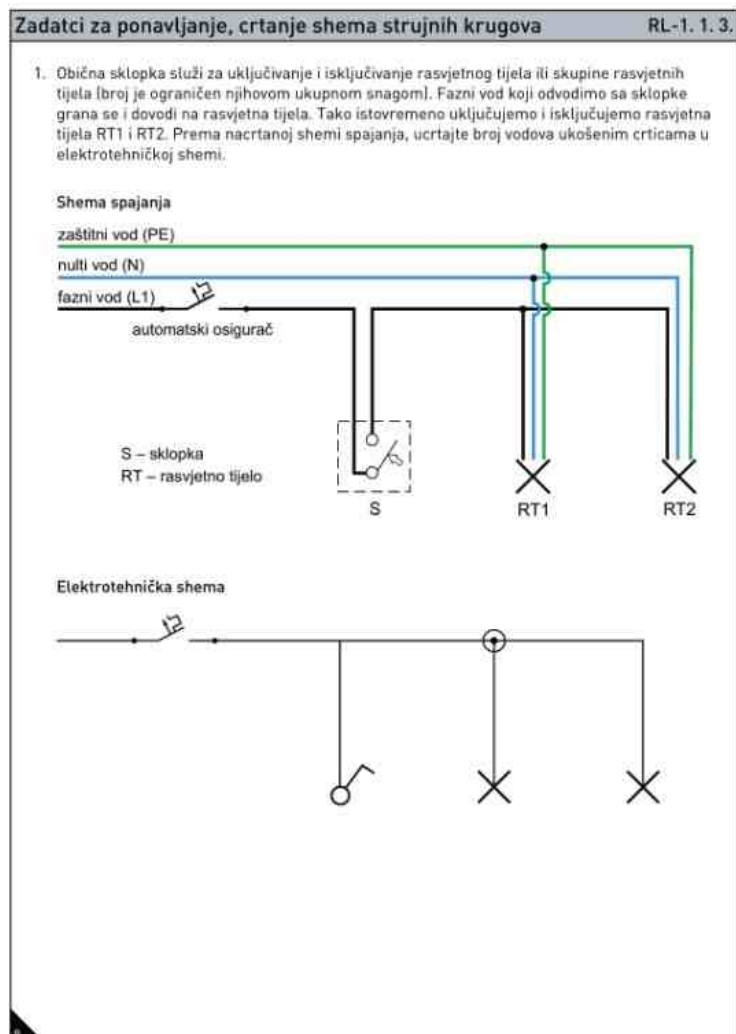 Zadatci za ponavljanje, crtanje shema strujnih krugova RL-1. 1. 3.
1. Obična sklopka služi za uključivanje i isključivanje rasvjetnog tijela ili skupine rasvjetnih
tijela (broj je ograničen njihovom ukupnom snagom). Fazni vod koji odvodimo sa sklopke
grana se i dovodi na rasvjetna tijela. Tako istovremeno uključujemo i isključujemo rasvjetna
tijela RT1 i RT2. Prema nacrtanoj shemi spajanja, ucrtajte broj vodova ukošenim crticama u
elektrotehničkoj shemi.
Shema spajanja
zaštitni vod (PE)
nulti vod (N)
fazni vod (L1)
automatski osigurač
S – sklopka
RT – rasvjetno tijelo
S RT1 RT2
Elektrotehnička shema